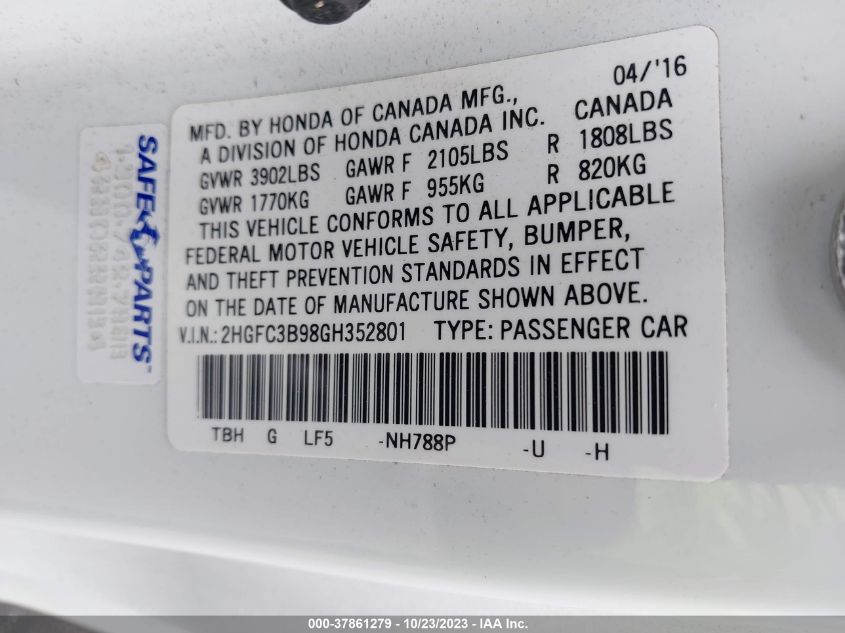 04/'16
MFD. BY HONDA OF CANADA MFG.,
A DIVISION OF HONDA CANADA INC. CANADA
GVWR 3902LBS GAWR F 2105LBS R 1808LBS
GVWR 1770KG GAWR F 955KG R 820KG
THIS VEHICLE CONFORMS TO ALL APPLICABLE
FEDERAL MOTOR VEHICLE SAFETY, BUMPER,
AND THEFT PREVENTION STANDARDS IN EFFECT
ON THE DATE OF MANUFACTURE SHOWN ABOVE.
V.I.N.: 2HGFC3B98GH352801 TYPE: PASSENGER CAR
TBH G LF5 -NH788P -U -H
SAFE PARTS™
000-37861279 - 10/23/2023 - IAA Inc.